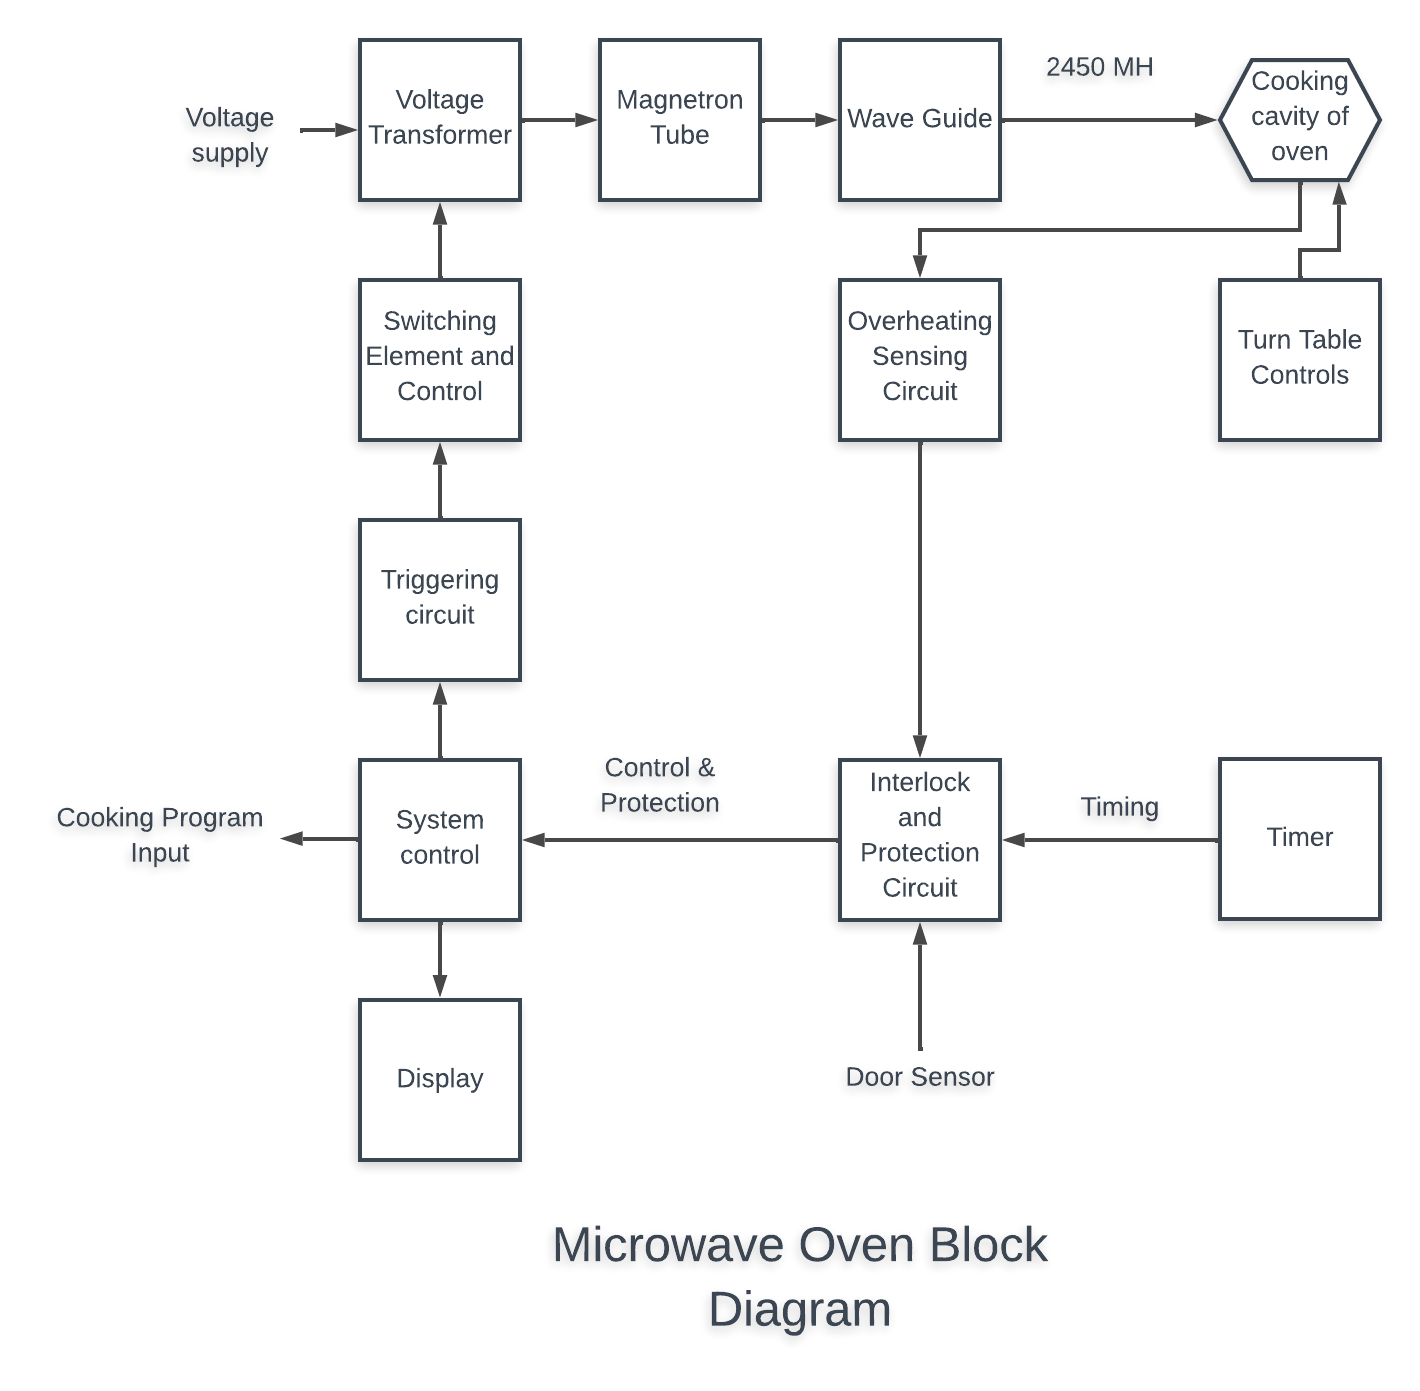 2450 MH
Voltage
supply
Voltage
Transformer
Magnetron
Tube
Wave Guide
Cooking
cavity of
oven
Switching
Element and
Control
Overheating
Sensing
Circuit
Turn Table
Controls
Triggering
circuit
Cooking Program
Input
System
control
Control &
Protection
Interlock
and
Protection
Circuit
Timing
Timer
Display
Door Sensor
Microwave Oven Block
Diagram